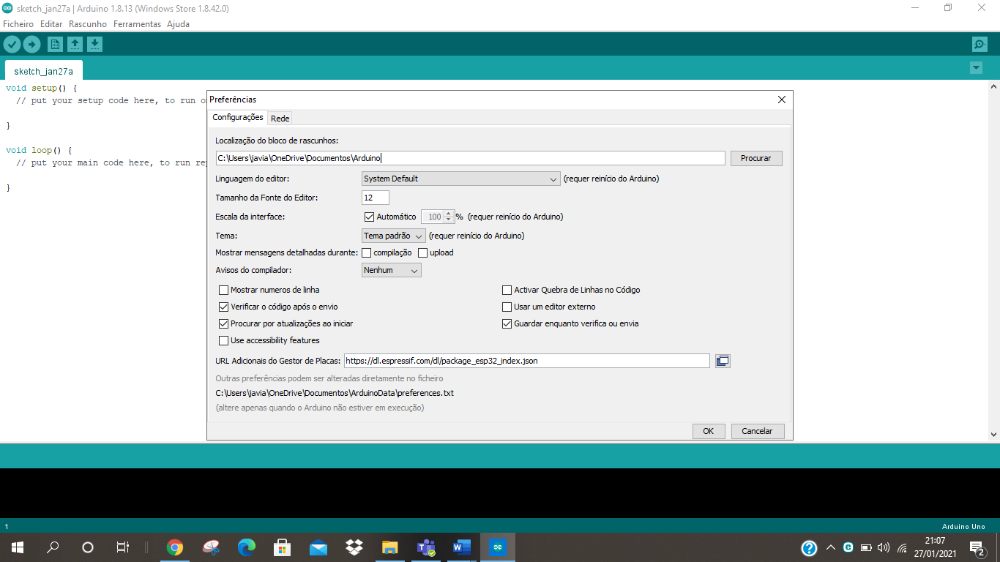 sketch_jan27a | Arduino 1.8.13 (Windows Store 1.8.42.0)
Ficheiro Editar Rascunho Ferramentas Ajuda
sketch_jan27a
void setup() {
// put your setup code here, to run
}
void loop() {
// put your main code here, to run
}
Preferências
Configurações Rede
Localização do bloco de rascunhos:
C:\Users\javia\OneDrive\Documentos\Arduino Procurar
Linguagem do editor: System Default (requer reinício do Arduino)
Tamanho da Fonte do Editor: 12
Escala da interface: Automático 100 % (requer reinício do Arduino)
Tema: Tema padrão (requer reinício do Arduino)
Mostrar mensagens detalhadas durante: compilação upload
Avisos do compilador: Nenhum
Mostrar numeros de linha Activar Quebra de Linhas no Código
Verificar o código após o envio Usar um editor externo
Procurar por atualizações ao iniciar Guardar enquanto verifica ou envia
Use accessibility features
URL Adicionais do Gestor de Placas: https://dl.espressif.com/dl/package_esp32_index.json
Outras preferências podem ser alteradas diretamente no ficheiro
C:\Users\javia\OneDrive\Documentos\ArduinoData\preferences.txt
(altere apenas quando o Arduino não estiver em execução)
OK Cancelar
1 Arduino Uno
21:07
27/01/2021
2